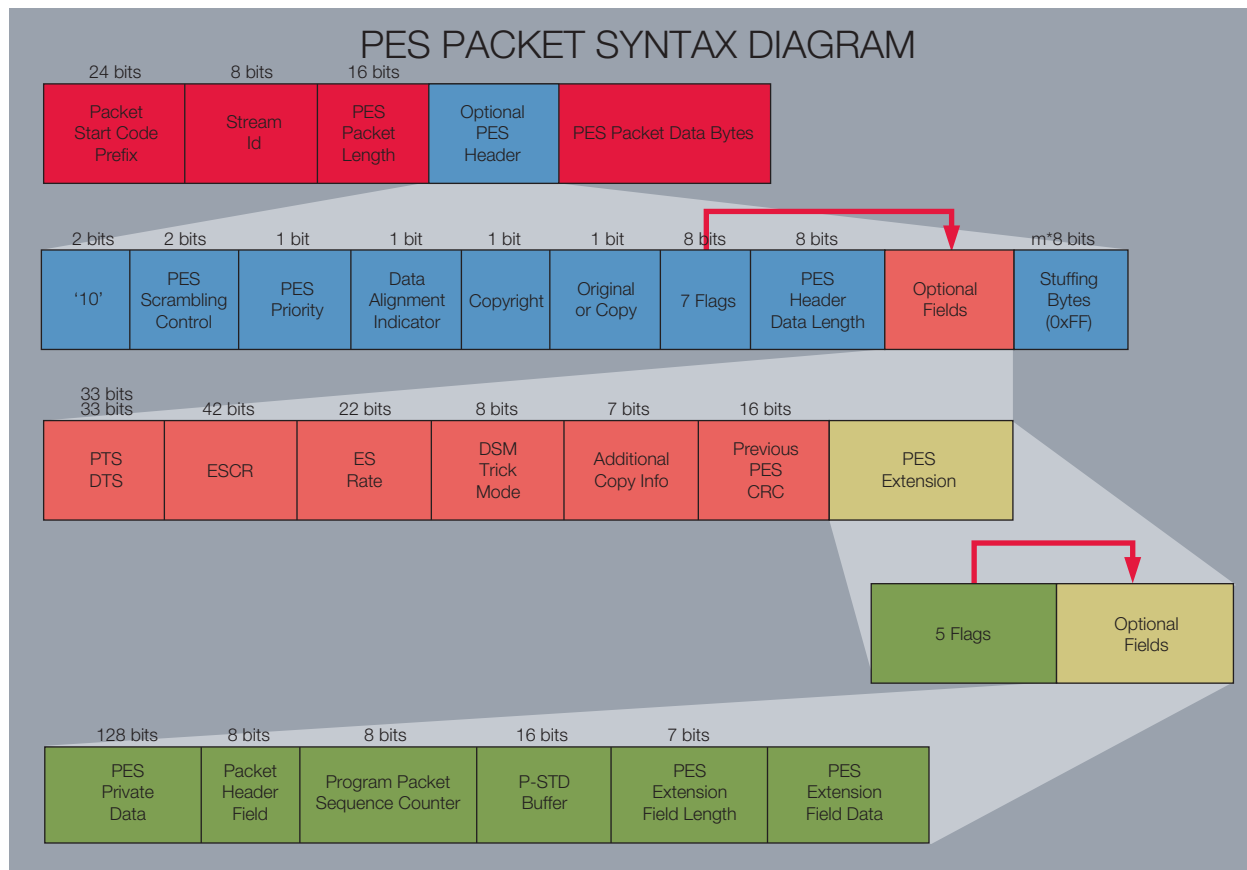 PES PACKET SYNTAX DIAGRAM
24 bits
8 bits
16 bits
Packet
Start Code
Prefix
Stream
Id
PES
Packet
Length
Optional
PES
Header
PES Packet Data Bytes
2 bits
2 bits
1 bit
1 bit
1 bit
1 bit
8 bits
8 bits
m*8 bits
‘10’
PES
Scrambling
Control
PES
Priority
Data
Alignment
Indicator
Copyright
Original
or Copy
7 Flags
PES
Header
Data Length
Optional
Fields
Stuffing
Bytes
(0xFF)
33 bits
33 bits
42 bits
22 bits
8 bits
7 bits
16 bits
PTS
DTS
ESCR
ES
Rate
DSM
Trick
Mode
Additional
Copy Info
Previous
PES
CRC
PES
Extension
5 Flags
Optional
Fields
128 bits
8 bits
8 bits
16 bits
7 bits
PES
Private
Data
Packet
Header
Field
Program Packet
Sequence Counter
P-STD
Buffer
PES
Extension
Field Length
PES
Extension
Field Data